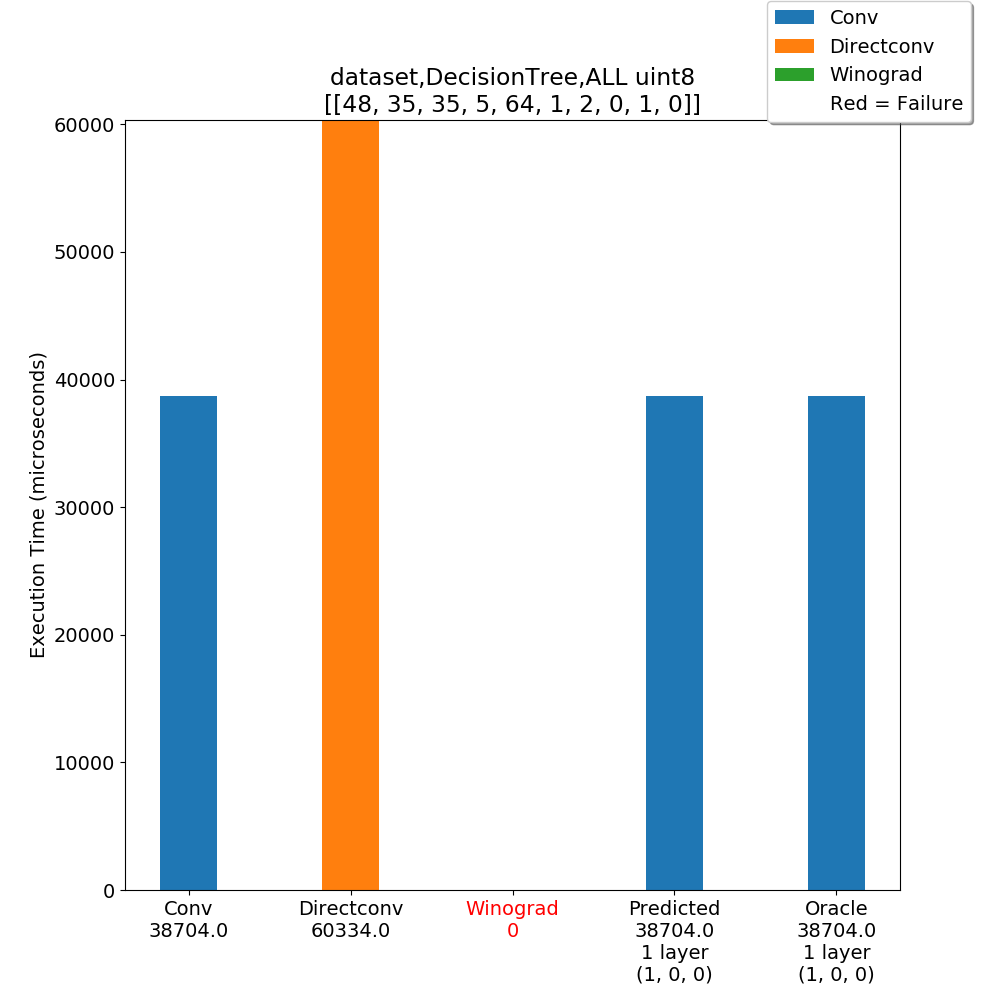 Conv
Directconv
Winograd
Red = Failure
dataset,DecisionTree,ALL uint8
[[48, 35, 35, 5, 64, 1, 2, 0, 1, 0]]
Execution Time (microseconds)
60000
50000
40000
30000
20000
10000
0
Conv
38704.0
Directconv
60334.0
Winograd
0
Predicted
38704.0
1 layer
(1, 0, 0)
Oracle
38704.0
1 layer
(1, 0, 0)